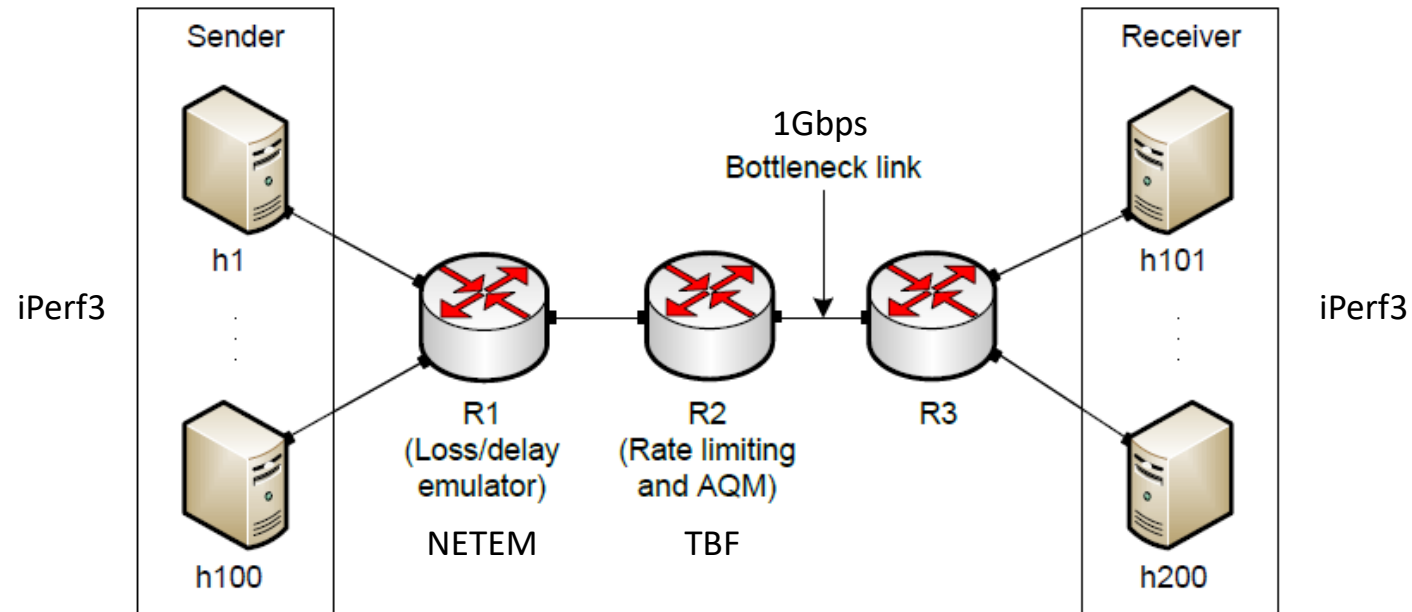 Sender
h1
.
.
.
h100
iPerf3
R1
(Loss/delay
emulator)
NETEM
R2
(Rate limiting
and AQM)
TBF
1Gbps
Bottleneck link
R3
Receiver
h101
.
.
.
h200
iPerf3